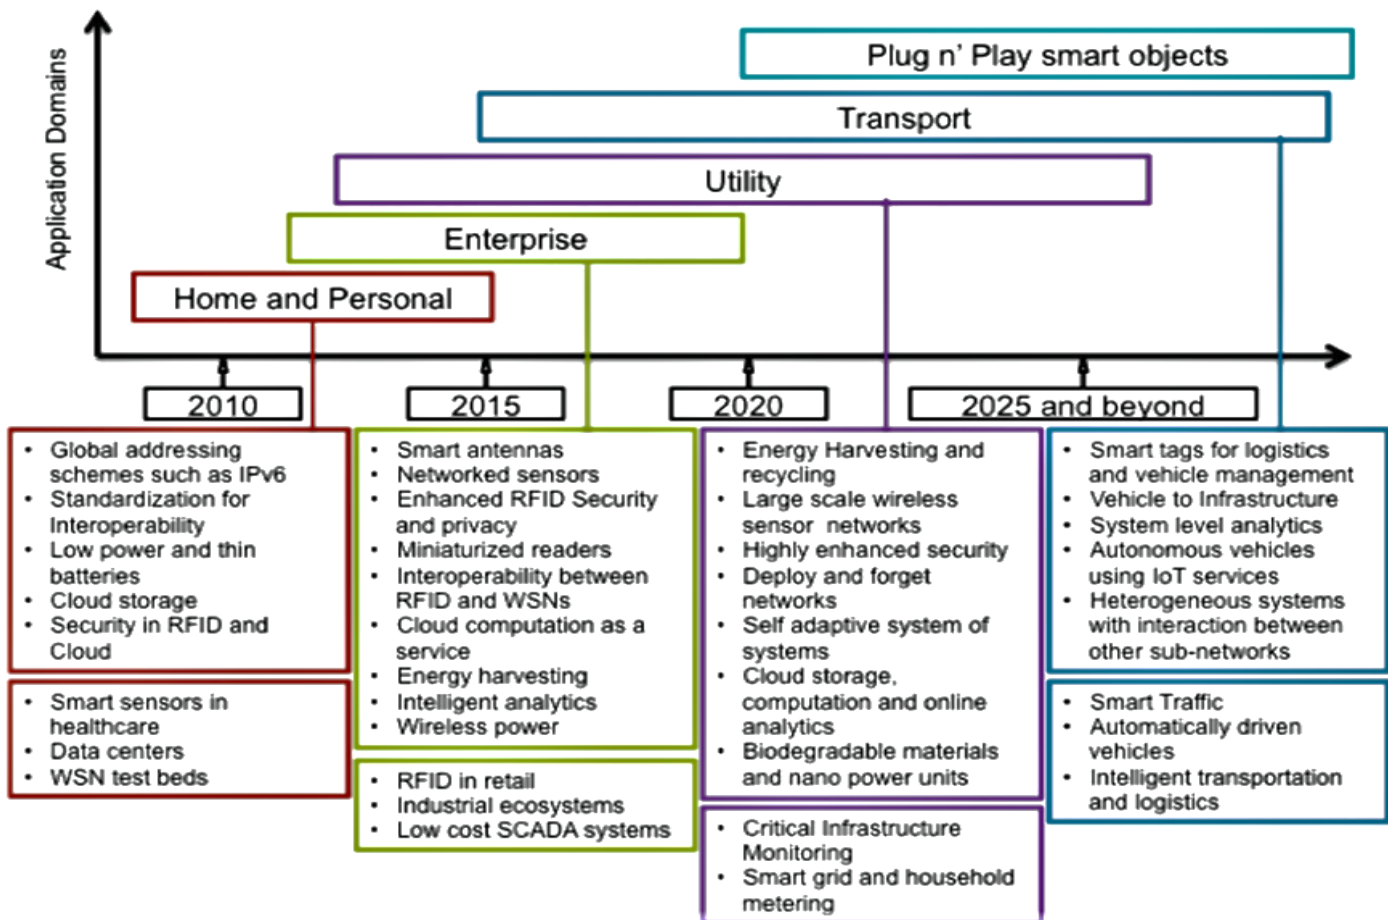 Application Domains
Plug n' Play smart objects
Transport
Utility
Enterprise
Home and Personal
2010
2015
2020
2025 and beyond
• Global addressing
schemes such as IPv6
• Standardization for
Interoperability
• Low power and thin
batteries
• Cloud storage
• Security in RFID and
Cloud
• Smart sensors in
healthcare
• Data centers
• WSN test beds
• Smart antennas
• Networked sensors
• Enhanced RFID Security
and privacy
• Miniaturized readers
• Interoperability between
RFID and WSNs
• Cloud computation as a
service
• Energy harvesting
• Intelligent analytics
• Wireless power
• RFID in retail
• Industrial ecosystems
• Low cost SCADA systems
• Energy Harvesting and
recycling
• Large scale wireless
sensor networks
• Highly enhanced security
• Deploy and forget
networks
• Self adaptive system of
systems
• Cloud storage,
computation and online
analytics
• Biodegradable materials
and nano power units
• Critical Infrastructure
Monitoring
• Smart grid and household
metering
• Smart tags for logistics
and vehicle management
• Vehicle to Infrastructure
• System level analytics
• Autonomous vehicles
using IoT services
• Heterogeneous systems
with interaction between
other sub-networks
• Smart Traffic
• Automatically driven
vehicles
• Intelligent transportation
and logistics